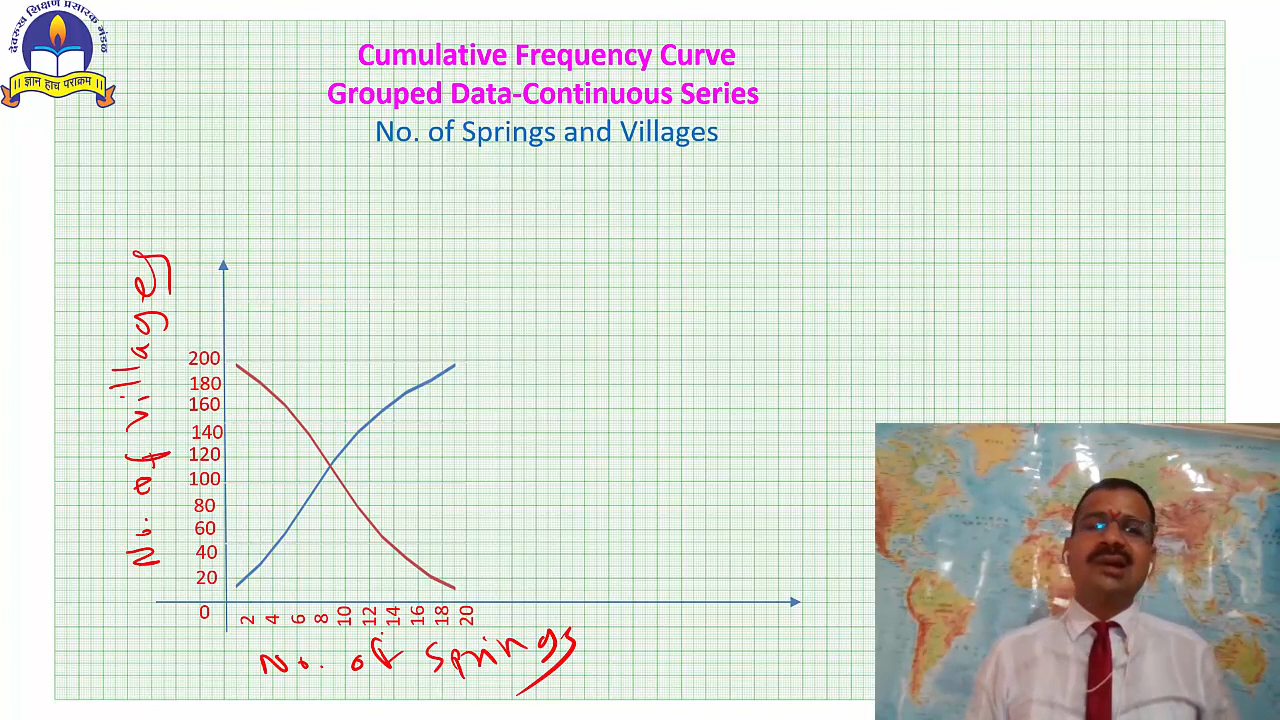 देवरुख शिक्षण प्रसारक मंडळ
।। ज्ञान हाच पराक्रम ।।
Cumulative Frequency Curve
Grouped Data-Continuous Series
No. of Springs and Villages
No. of villages
200
180
160
140
120
100
80
60
40
20
0
2 4 6 8 10 12 14 16 18 20
No. of Springs